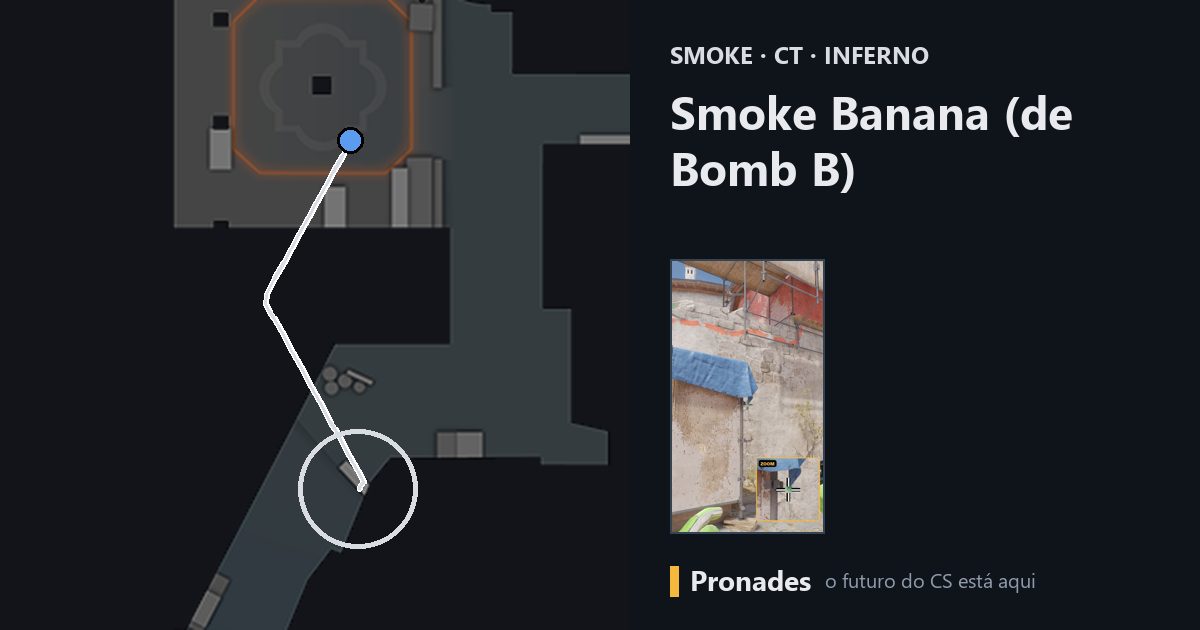 SMOKE · CT · INFERNO
Smoke Banana (de
Bomb B)
ZOOM
Pronades o futuro do CS está aqui